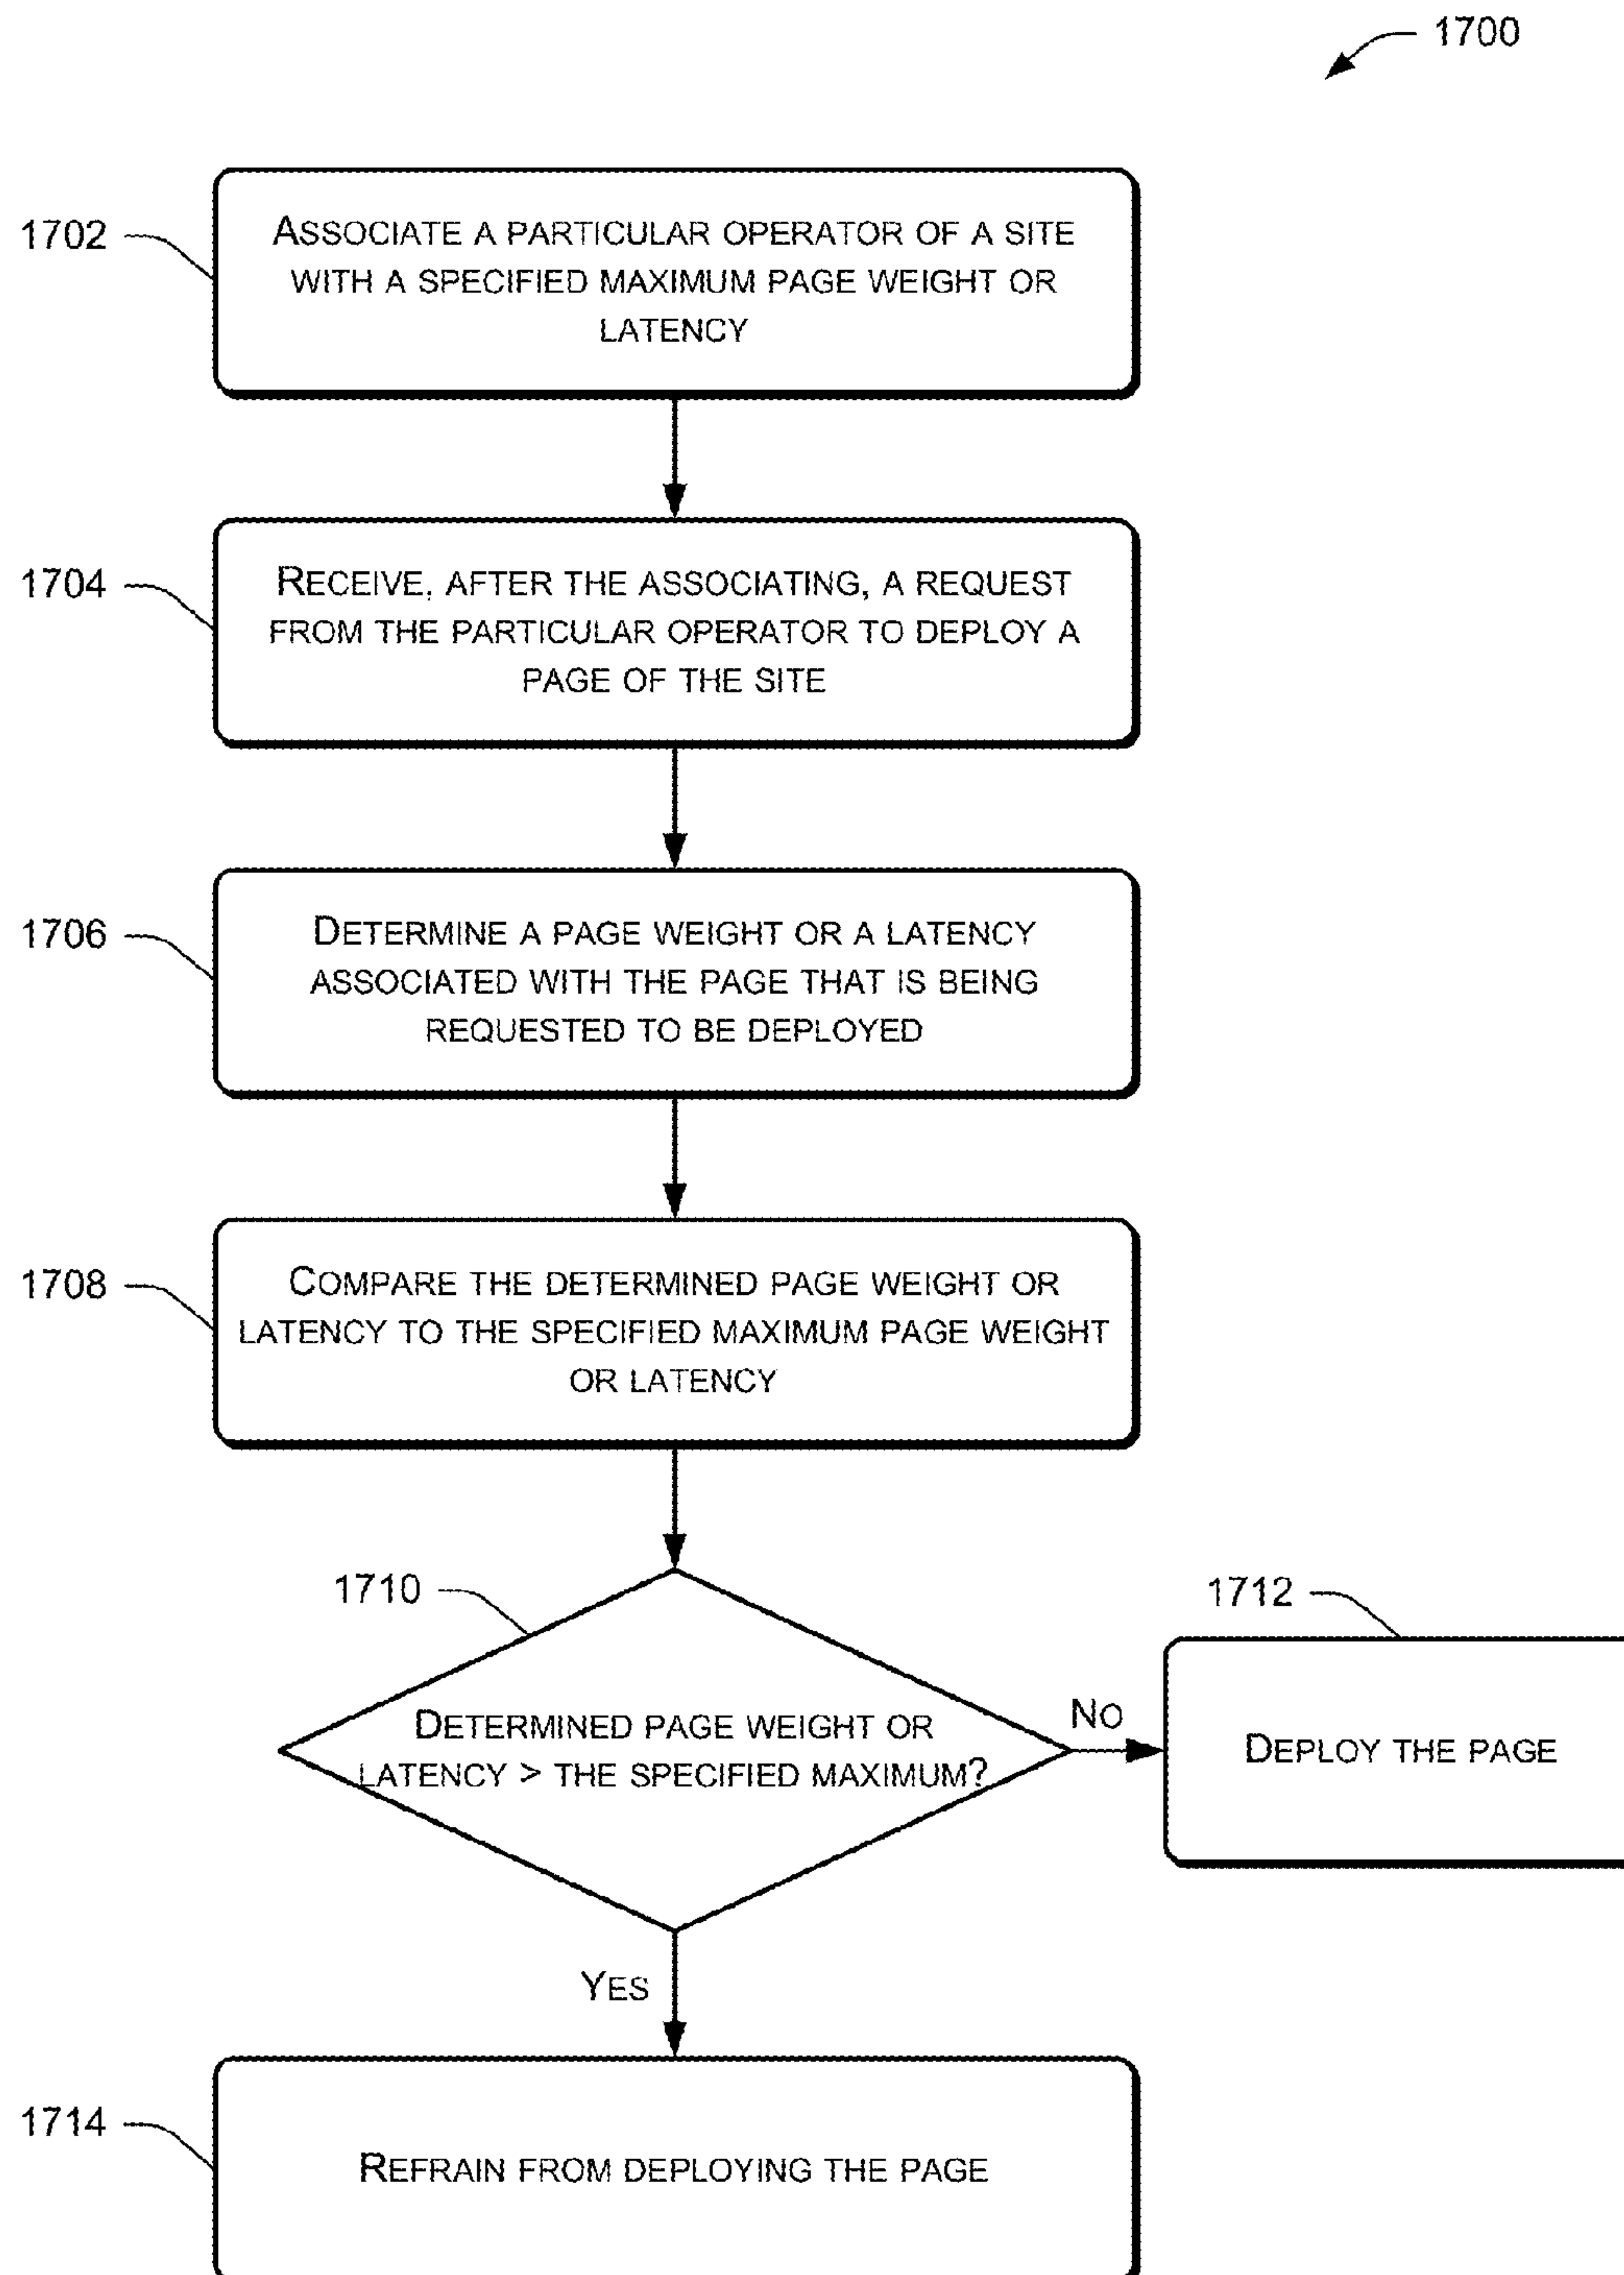 1700
1702
ASSOCIATE A PARTICULAR OPERATOR OF A SITE
WITH A SPECIFIED MAXIMUM PAGE WEIGHT OR
LATENCY
1704
RECEIVE, AFTER THE ASSOCIATING, A REQUEST
FROM THE PARTICULAR OPERATOR TO DEPLOY A
PAGE OF THE SITE
1706
DETERMINE A PAGE WEIGHT OR A LATENCY
ASSOCIATED WITH THE PAGE THAT IS BEING
REQUESTED TO BE DEPLOYED
1708
COMPARE THE DETERMINED PAGE WEIGHT OR
LATENCY TO THE SPECIFIED MAXIMUM PAGE WEIGHT
OR LATENCY
1710
DETERMINED PAGE WEIGHT OR
LATENCY > THE SPECIFIED MAXIMUM?
NO
1712
DEPLOY THE PAGE
YES
1714
REFRAIN FROM DEPLOYING THE PAGE